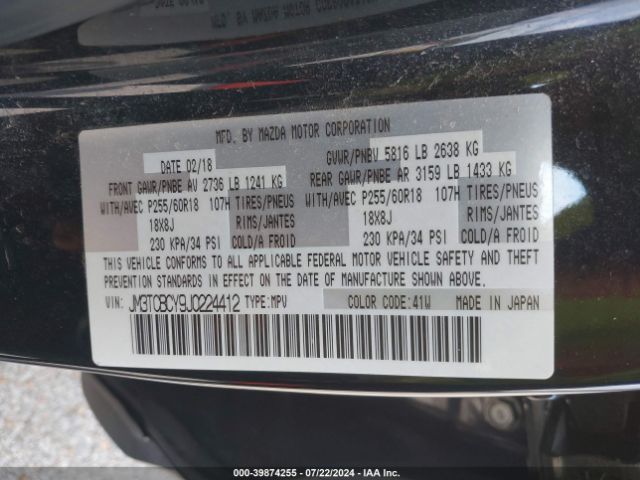 MFD. BY MAZDA MOTOR CORPORATION
DATE 02/18 GVWR/PNBV 5816 LB 2638 KG
FRONT GAWR/PNBE AV 2736 LB 1241 KG REAR GAWR/PNBE AR 3159 LB 1433 KG
WITH/AVEC P255/60R18 107H TIRES/PNEUS WITH/AVEC P255/60R18 107H TIRES/PNEUS
18X8J RIMS/JANTES 18X8J RIMS/JANTES
230 KPA/34 PSI COLD/A FROID 230 KPA/34 PSI COLD/A FROID
THIS VEHICLE CONFORMS TO ALL APPLICABLE FEDERAL MOTOR VEHICLE SAFETY AND THEFT
PREVENTION STANDARDS IN EFFECT ON THE DATE OF MANUFACTURE SHOWN ABOVE.
VIN: JM3TCBCY9J0224412 TYPE:MPV COLOR CODE:41W MADE IN JAPAN
000-39874255 - 07/22/2024 - IAA Inc.